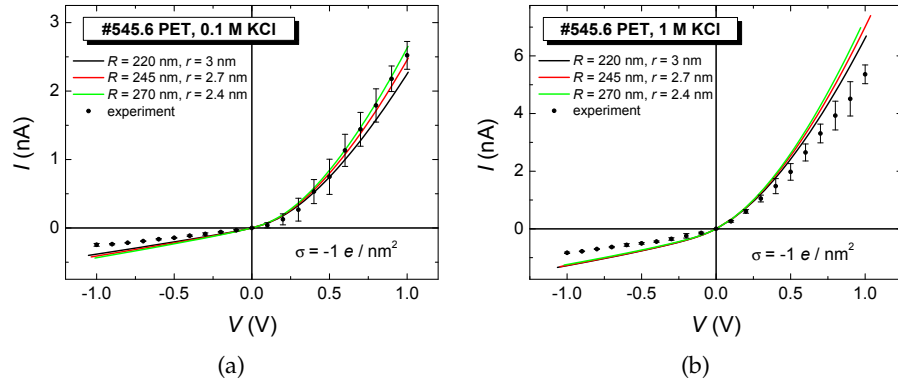 #545.6 PET, 0.1 M KCl
R = 220 nm, r = 3 nm
R = 245 nm, r = 2.7 nm
R = 270 nm, r = 2.4 nm
experiment
3
2
1
0
I (nA)
σ = -1 e / nm²
-1.0 -0.5 0.0 0.5 1.0
V (V)
(a)
#545.6 PET, 1 M KCl
R = 220 nm, r = 3 nm
R = 245 nm, r = 2.7 nm
R = 270 nm, r = 2.4 nm
experiment
6
4
2
0
I (nA)
σ = -1 e / nm²
-1.0 -0.5 0.0 0.5 1.0
V (V)
(b)